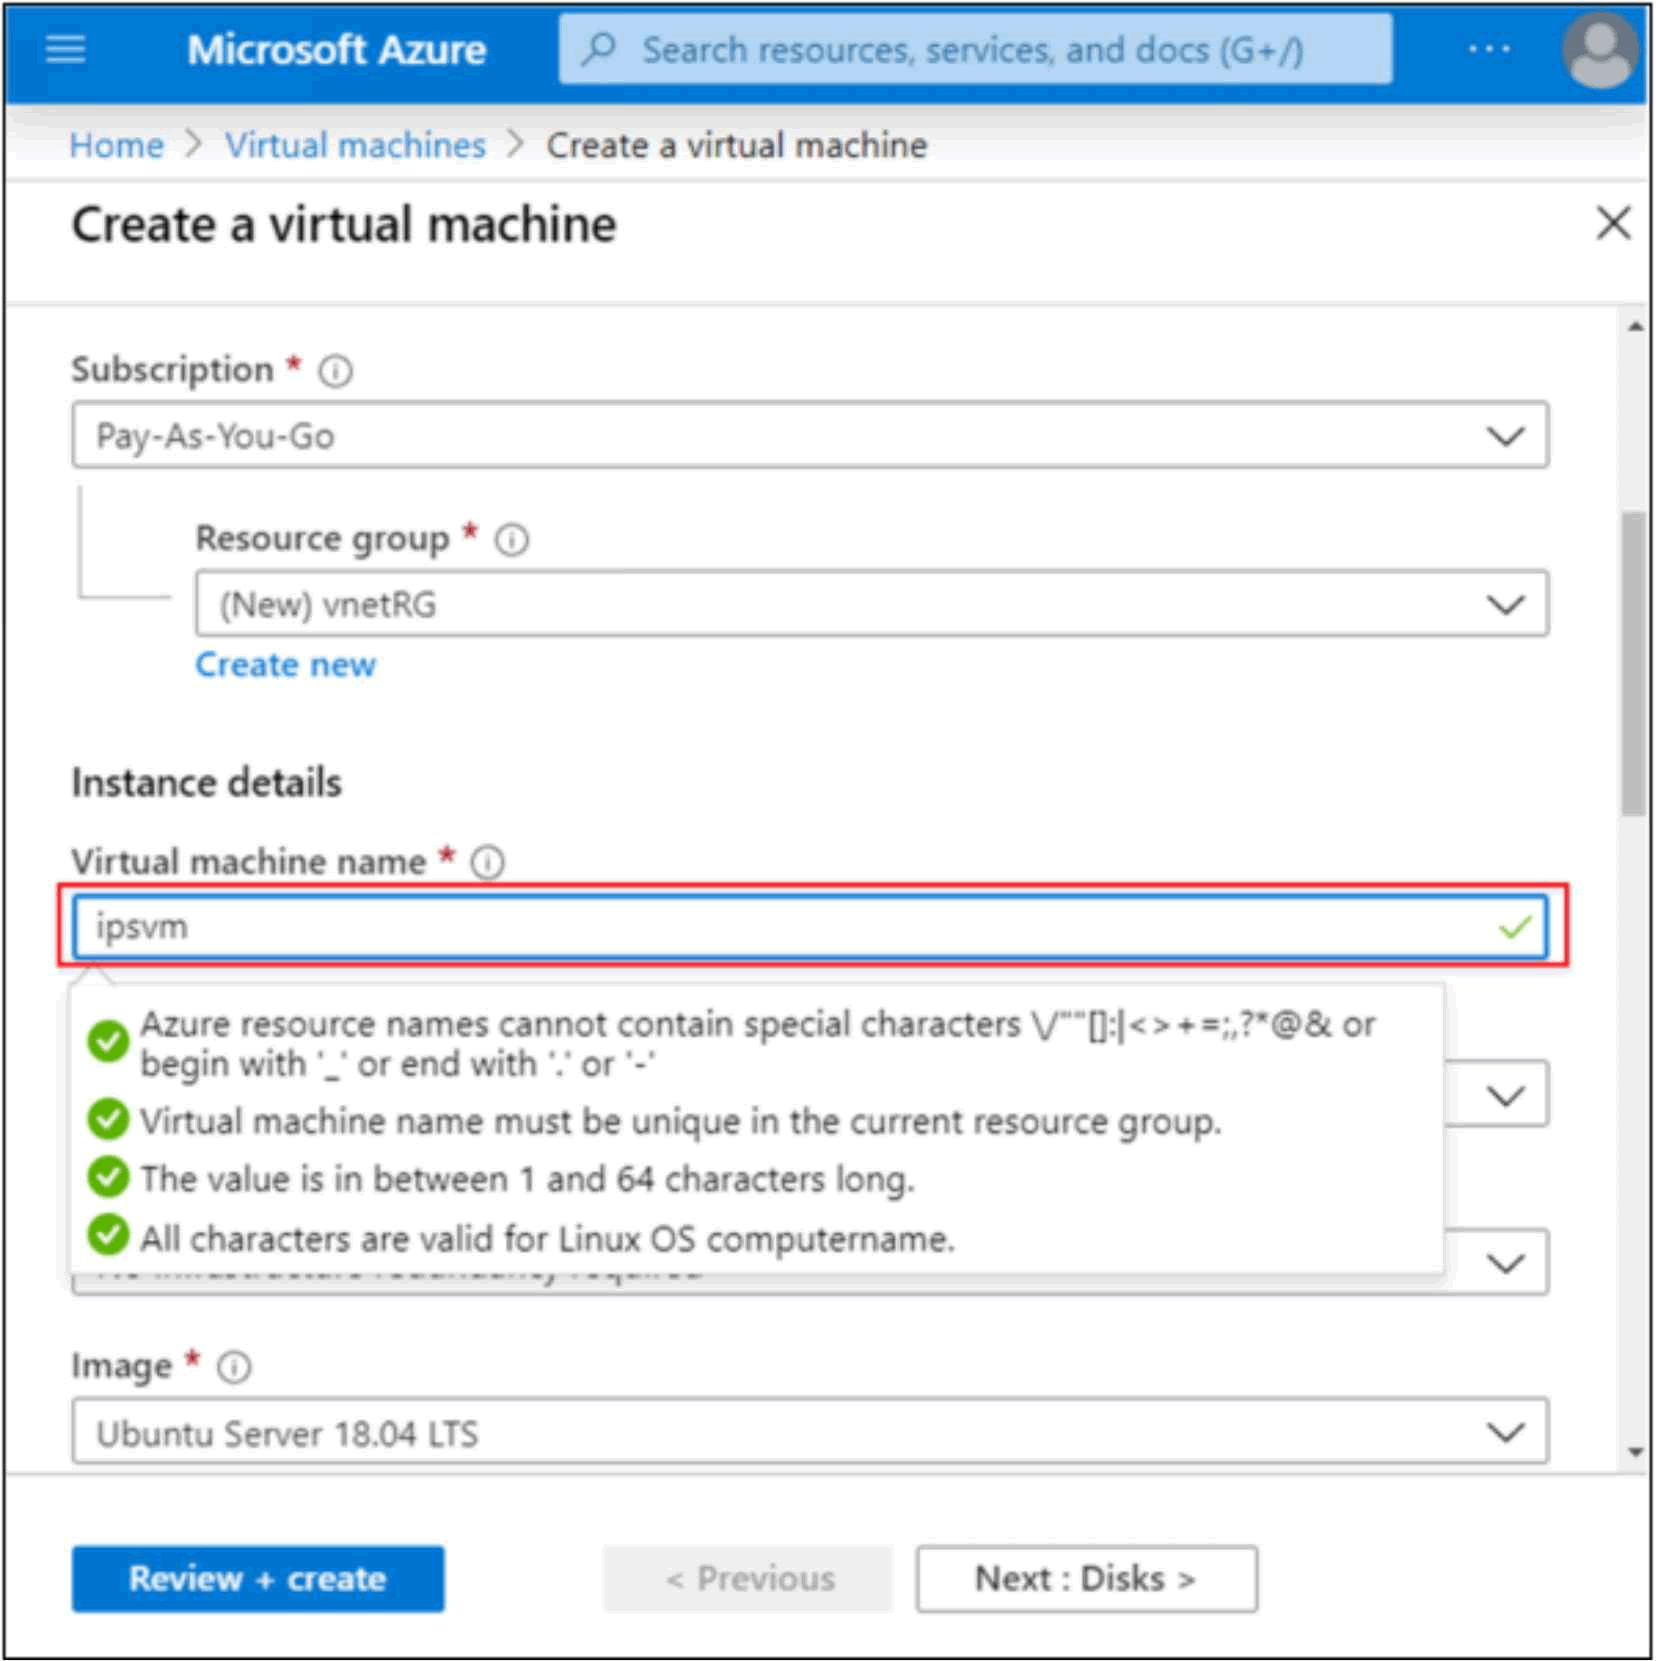 Microsoft Azure
Search resources, services, and docs (G+/)
Home > Virtual machines > Create a virtual machine
Create a virtual machine
Subscription *
Pay-As-You-Go
Resource group *
(New) vnetRG
Create new
Instance details
Virtual machine name *
ipsvm
Azure resource names cannot contain special characters \/""[]:|<>+=;,?*@& or
begin with '_' or end with '.' or '-'
Virtual machine name must be unique in the current resource group.
The value is in between 1 and 64 characters long.
All characters are valid for Linux OS computername.
Image *
Ubuntu Server 18.04 LTS
Review + create
< Previous
Next : Disks >